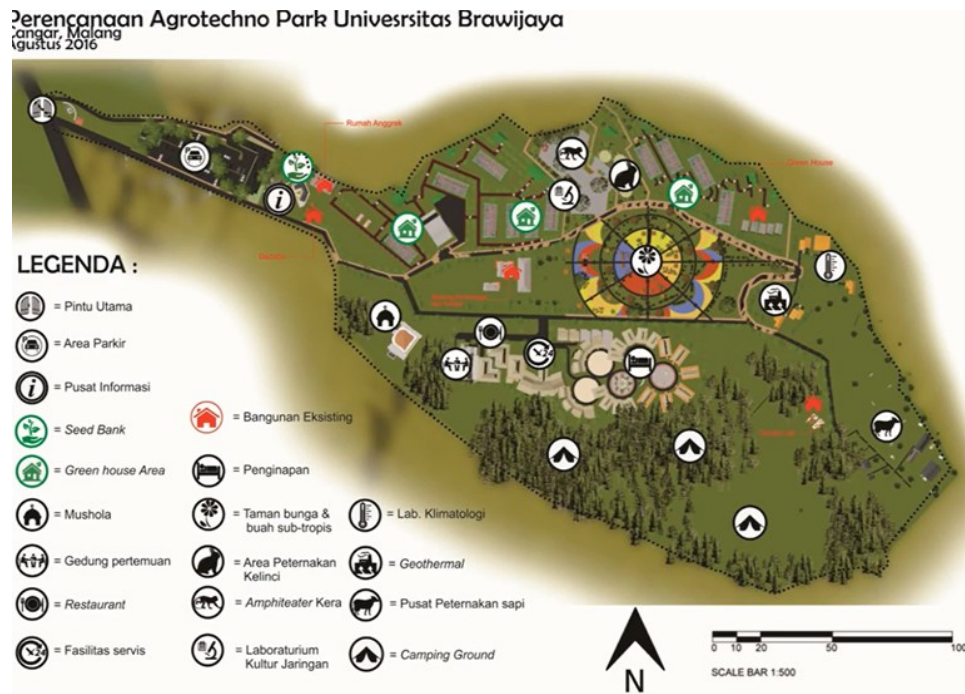 Perencanaan Agrotechno Park Univesrsitas Brawijaya
Cangar, Malang
Agustus 2016
Rumah Anggrek
Green House
LEGENDA :
= Pintu Utama
= Area Parkir
= Pusat Informasi
= Seed Bank
= Green house Area
= Mushola
= Gedung pertemuan
= Restaurant
= Fasilitas servis
= Bangunan Eksisting
= Penginapan
= Taman bunga &
buah sub-tropis
= Area Peternakan
Kelinci
= Amphiteater Kera
= Laboraturium
Kultur Jaringan
= Lab. Klimatologi
= Geothermal
= Pusat Peternakan sapi
= Camping Ground
N
0 10 20 50 100
SCALE BAR 1:500